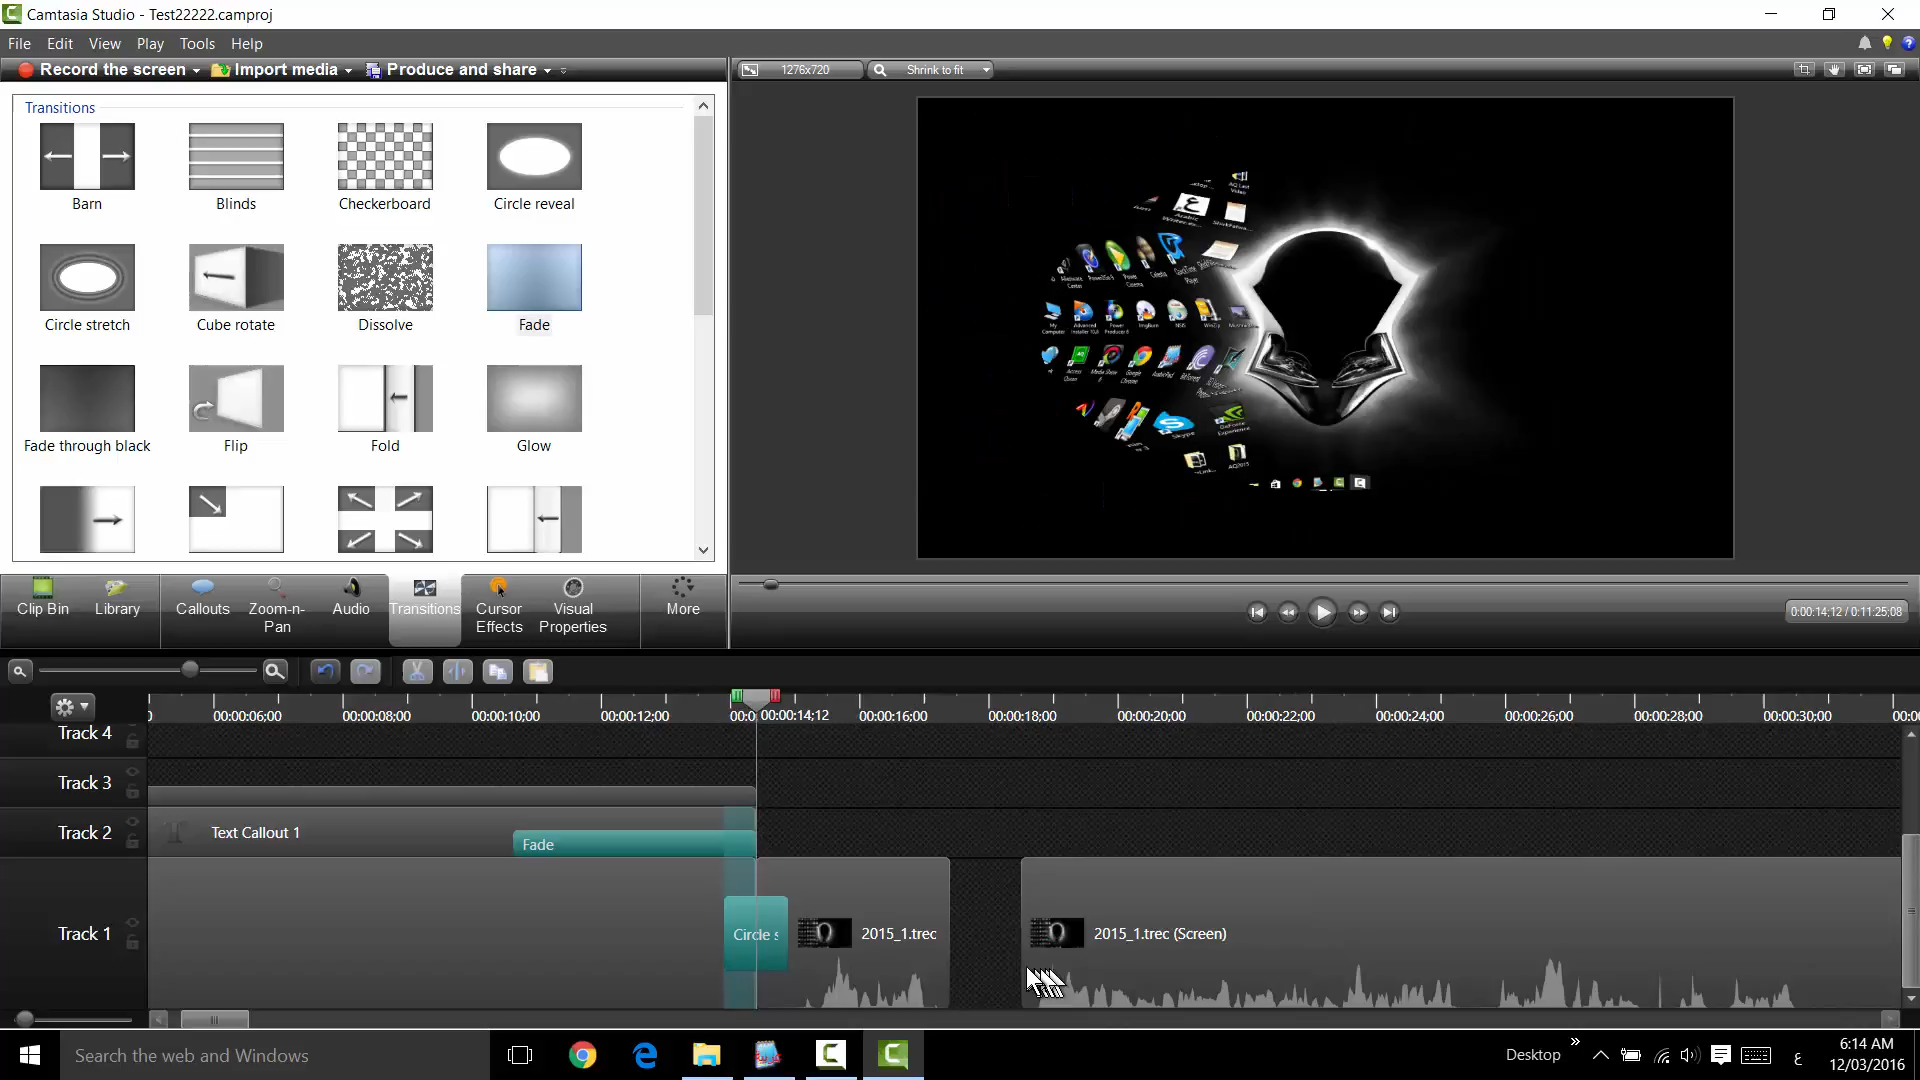 Camtasia Studio - Test22222.camproj
File Edit View Play Tools Help
Record the screen Import media Produce and share
1276x720 Shrink to fit
Transitions
Barn Blinds Checkerboard Circle reveal
Circle stretch Cube rotate Dissolve Fade
Fade through black Flip Fold Glow
Clip Bin Library Callouts Zoom-n-Pan Audio Transitions Cursor Effects Visual Properties More
0:00:14;12 / 0:11:25;08
00:00:06;00 00:00:08;00 00:00:10;00 00:00:12;00 00:00:14;12 00:00:16;00 00:00:18;00 00:00:20;00 00:00:22;00 00:00:24;00 00:00:26;00 00:00:28;00 00:00:30;00
Track 4
Track 3
Track 2 Text Callout 1 Fade
Track 1 Circle s 2015_1.trec 2015_1.trec (Screen)
Search the web and Windows
Desktop ع 6:14 AM
12/03/2016